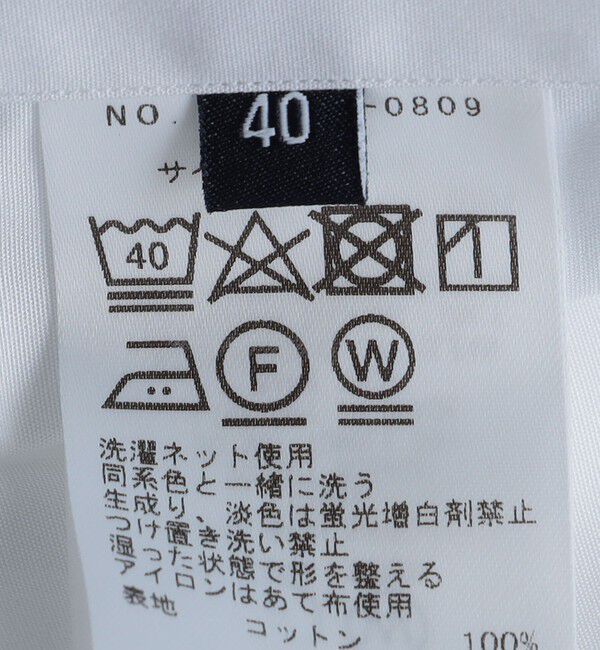 NO. -0809
40
サイ
40
F W
洗濯ネット使用
同系色と一緒に洗う
生成り、淡色は蛍光増白剤禁止
つけ置き洗い禁止
湿った状態で形を整える
アイロンはあて布使用
表地
コットン 100%